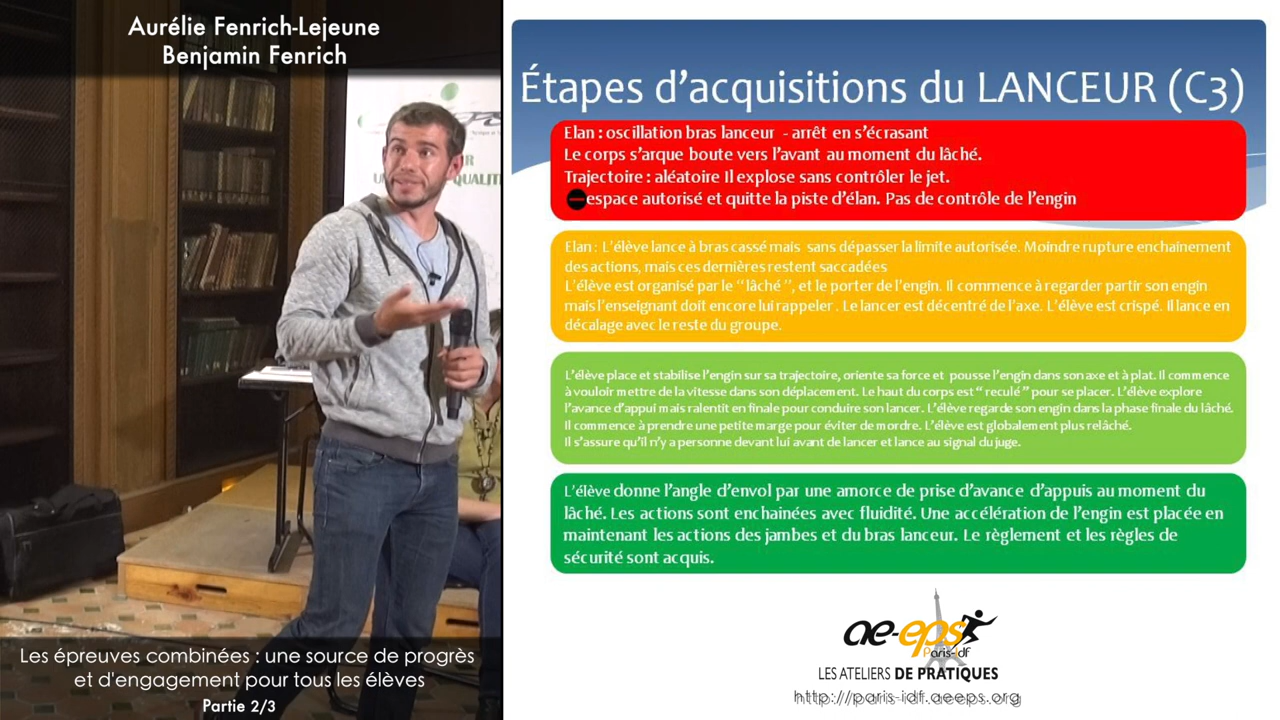 Aurélie Fenrich-Lejeune
Benjamin Fenrich
QUALIT
Les épreuves combinées : une source de progrès
et d'engagement pour tous les élèves
Partie 2/3
Étapes d'acquisitions du LANCEUR (C3)
Elan : oscillation bras lanceur - arrêt en s'écrasant
Le corps s'arque boute vers l'avant au moment du lâché.
Trajectoire : aléatoire Il explose sans contrôler le jet.
espace autorisé et quitte la piste d'élan. Pas de contrôle de l'engin
Elan : L'élève lance à bras cassé mais sans dépasser la limite autorisée. Moindre rupture enchaînement
des actions, mais ces dernières restent saccadées
L'élève est organisé par le "lâché", et le porter de l'engin. Il commence à regarder partir son engin
mais l'enseignant doit encore lui rappeler . Le lancer est décentré de l'axe. L'élève est crispé. Il lance en
décalage avec le reste du groupe.
L'élève place et stabilise l'engin sur sa trajectoire, oriente sa force et pousse l'engin dans son axe et à plat. Il commence
à vouloir mettre de la vitesse dans son déplacement. Le haut du corps est "reculé" pour se placer. L'élève explore
l'avance d'appui mais ralentit en finale pour conduire son lancer. L'élève regarde son engin dans la phase finale du lâché.
Il commence à prendre une petite marge pour éviter de mordre. L'élève est globalement plus relâché.
Il s'assure qu'il n'y a personne devant lui avant de lancer et lance au signal du juge.
L'élève donne l'angle d'envol par une amorce de prise d'avance d'appuis au moment du
lâché. Les actions sont enchainées avec fluidité. Une accélération de l'engin est placée en
maintenant les actions des jambes et du bras lanceur. Le règlement et les règles de
sécurité sont acquis.
ae-eps
Paris-idf
LES ATELIERS DE PRATIQUES
http://paris-idf.aeeps.org